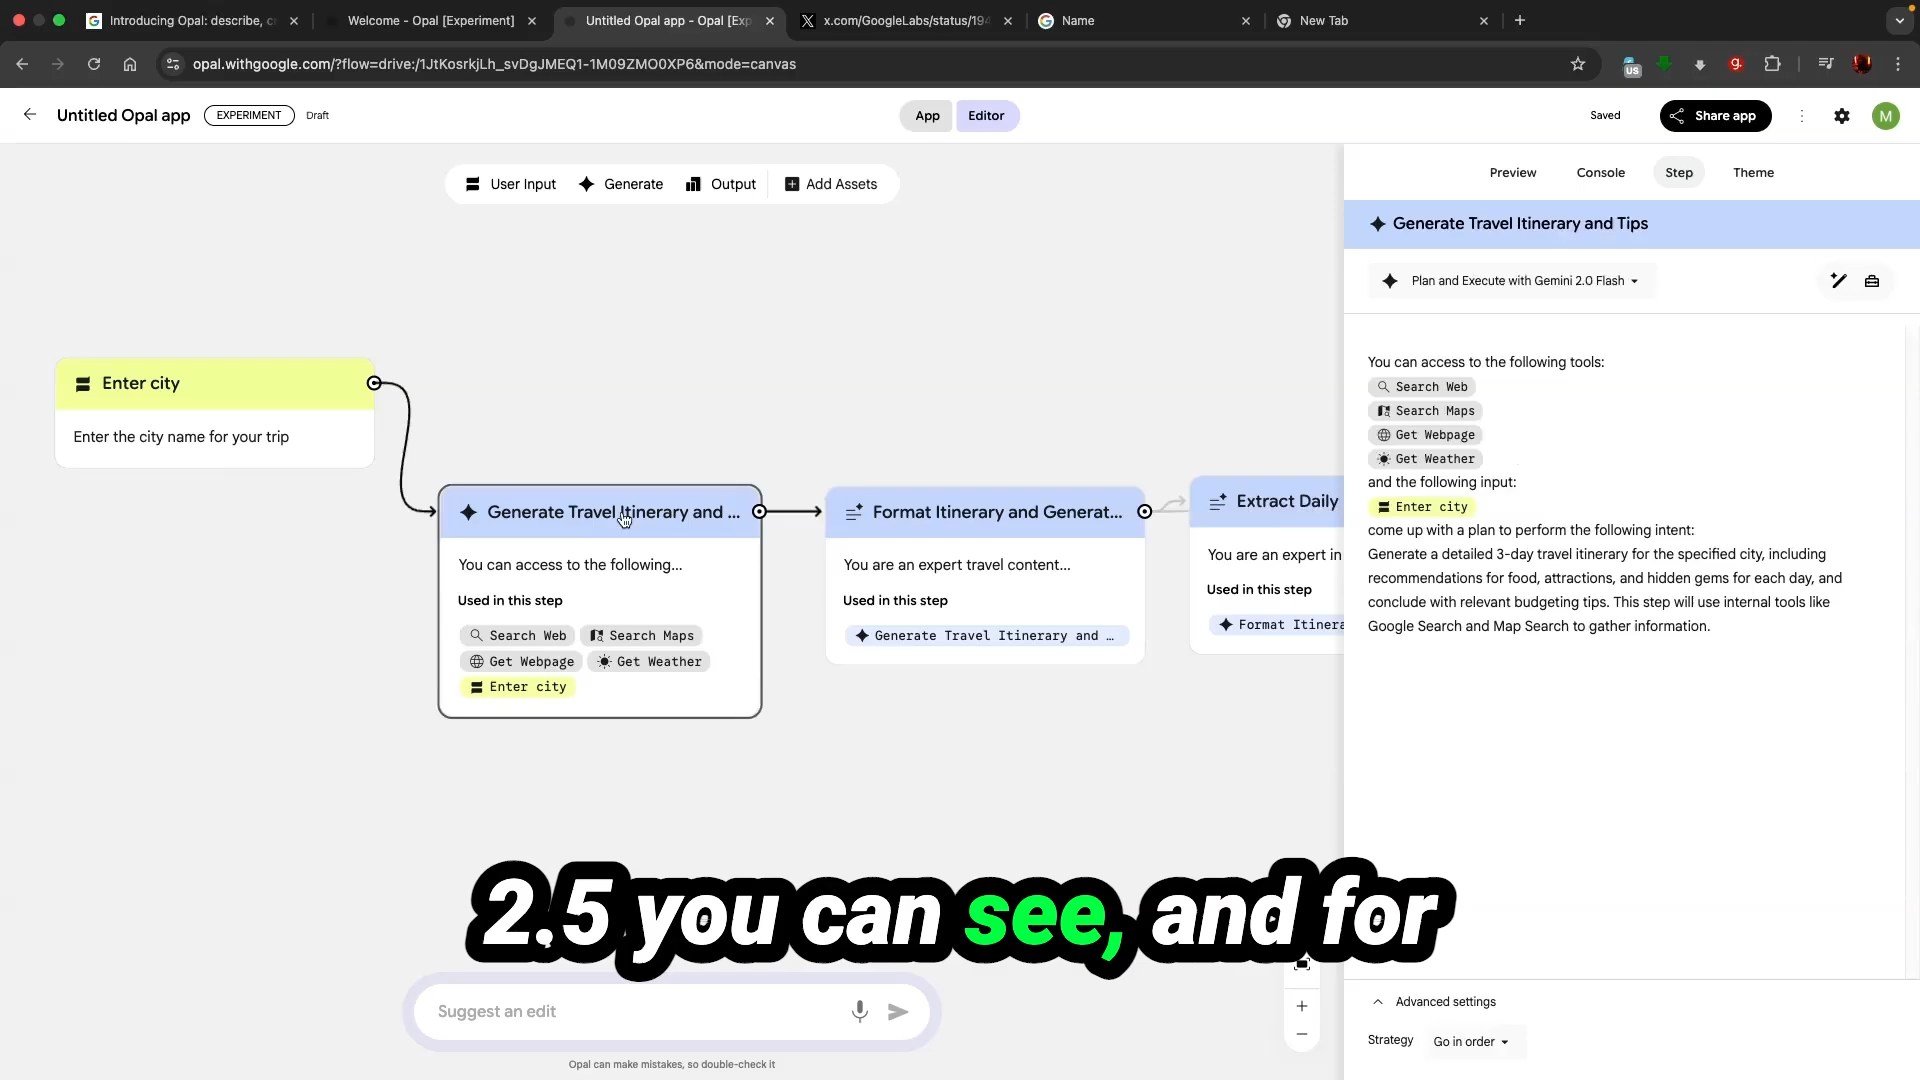 Introducing Opal: describe, c
Welcome - Opal [Experiment]
Untitled Opal app - Opal [Exp
x.com/GoogleLabs/status/194
Name
New Tab
opal.withgoogle.com/?flow=drive:/1JtKosrkjLh_svDgJMEQ1-1M09ZMO0XP6&mode=canvas
US
g.
Untitled Opal app
EXPERIMENT
Draft
App
Editor
Saved
Share app
M
User Input
Generate
Output
Add Assets
Preview
Console
Step
Theme
Generate Travel Itinerary and Tips
Plan and Execute with Gemini 2.0 Flash
You can access to the following tools:
Search Web
Search Maps
Get Webpage
Get Weather
and the following input:
Enter city
come up with a plan to perform the following intent:
Generate a detailed 3-day travel itinerary for the specified city, including
recommendations for food, attractions, and hidden gems for each day, and
conclude with relevant budgeting tips. This step will use internal tools like
Google Search and Map Search to gather information.
Enter city
Enter the city name for your trip
Generate Travel Itinerary and ...
You can access to the following...
Used in this step
Search Web
Search Maps
Get Webpage
Get Weather
Enter city
Format Itinerary and Generat...
You are an expert travel content...
Used in this step
Generate Travel Itinerary and …
Extract Daily
You are an expert in
Used in this step
Format Itinera
2.5 you can see, and for
Suggest an edit
Opal can make mistakes, so double-check it
Advanced settings
Strategy
Go in order